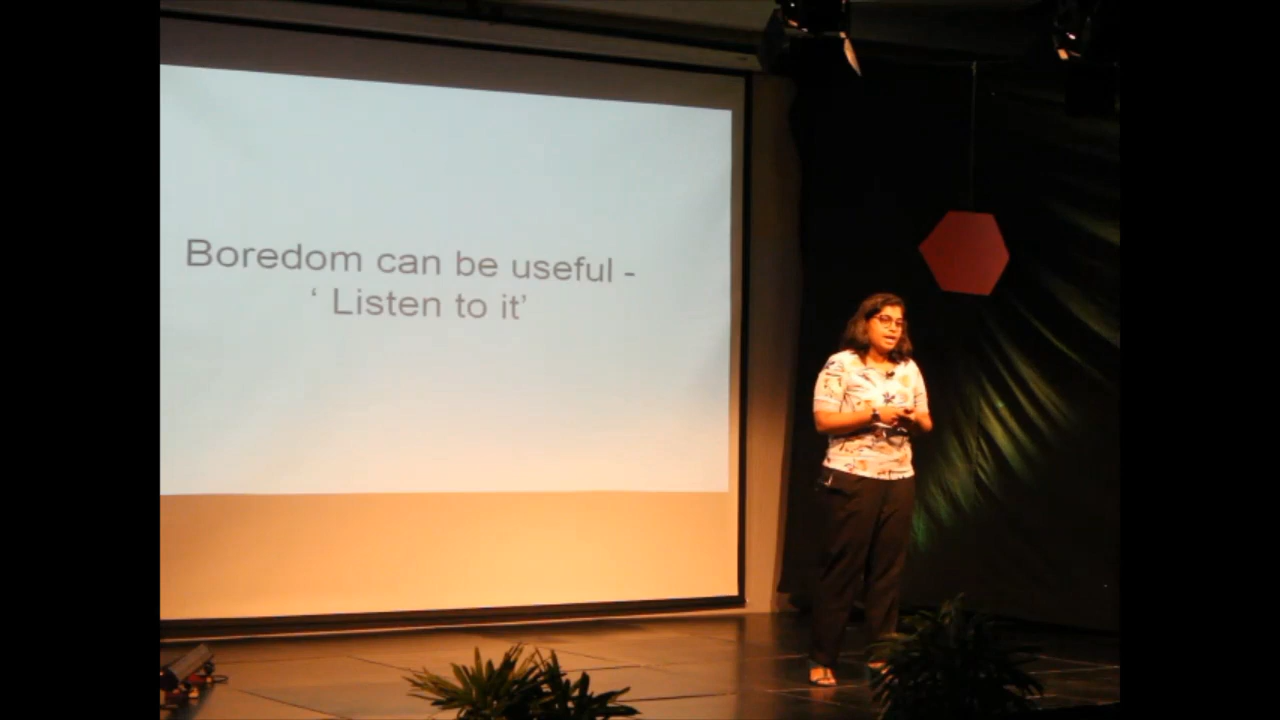 Boredom can be useful -
‘ Listen to it’